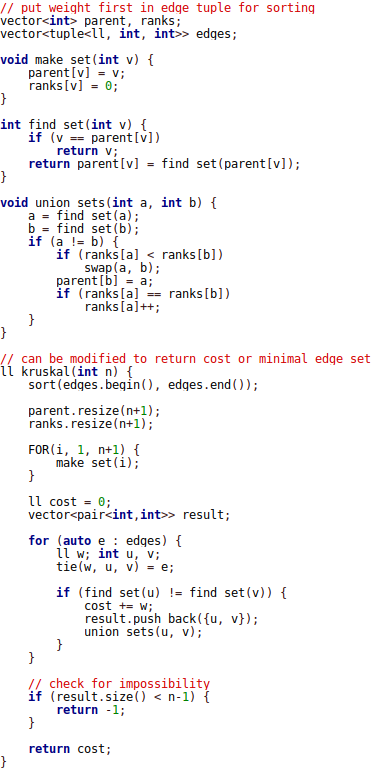 // put weight first in edge tuple for sorting
vector<int> parent, ranks;
vector<tuple<ll, int, int>> edges;

void make set(int v) {
    parent[v] = v;
    ranks[v] = 0;
}

int find set(int v) {
    if (v == parent[v])
        return v;
    return parent[v] = find set(parent[v]);
}

void union sets(int a, int b) {
    a = find set(a);
    b = find set(b);
    if (a != b) {
        if (ranks[a] < ranks[b])
            swap(a, b);
        parent[b] = a;
        if (ranks[a] == ranks[b])
            ranks[a]++;
    }
}

// can be modified to return cost or minimal edge set
ll kruskal(int n) {
    sort(edges.begin(), edges.end());

    parent.resize(n+1);
    ranks.resize(n+1);

    FOR(i, 1, n+1) {
        make set(i);
    }

    ll cost = 0;
    vector<pair<int,int>> result;

    for (auto e : edges) {
        ll w; int u, v;
        tie(w, u, v) = e;

        if (find set(u) != find set(v)) {
            cost += w;
            result.push back({u, v});
            union sets(u, v);
        }
    }

    // check for impossibility
    if (result.size() < n-1) {
        return -1;
    }

    return cost;
}